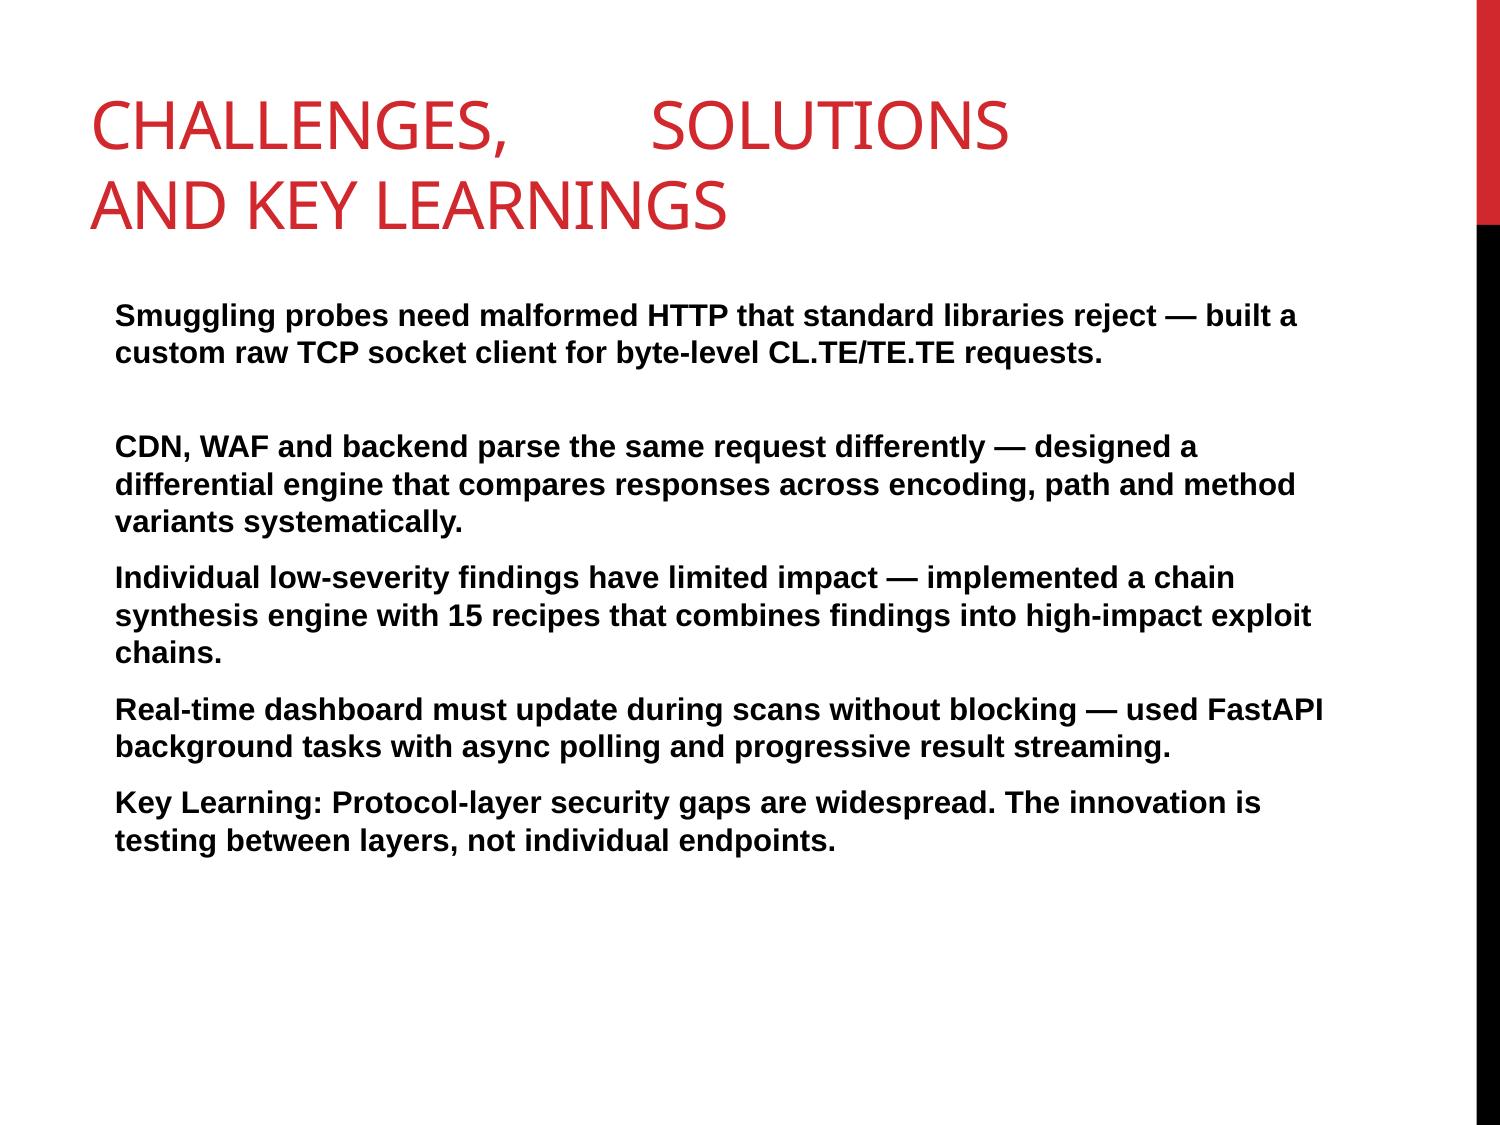 CHALLENGES, SOLUTIONS
AND KEY LEARNINGS
Smuggling probes need malformed HTTP that standard libraries reject — built a
custom raw TCP socket client for byte-level CL.TE/TE.TE requests.
CDN, WAF and backend parse the same request differently — designed a
differential engine that compares responses across encoding, path and method
variants systematically.
Individual low-severity findings have limited impact — implemented a chain
synthesis engine with 15 recipes that combines findings into high-impact exploit
chains.
Real-time dashboard must update during scans without blocking — used FastAPI
background tasks with async polling and progressive result streaming.
Key Learning: Protocol-layer security gaps are widespread. The innovation is
testing between layers, not individual endpoints.